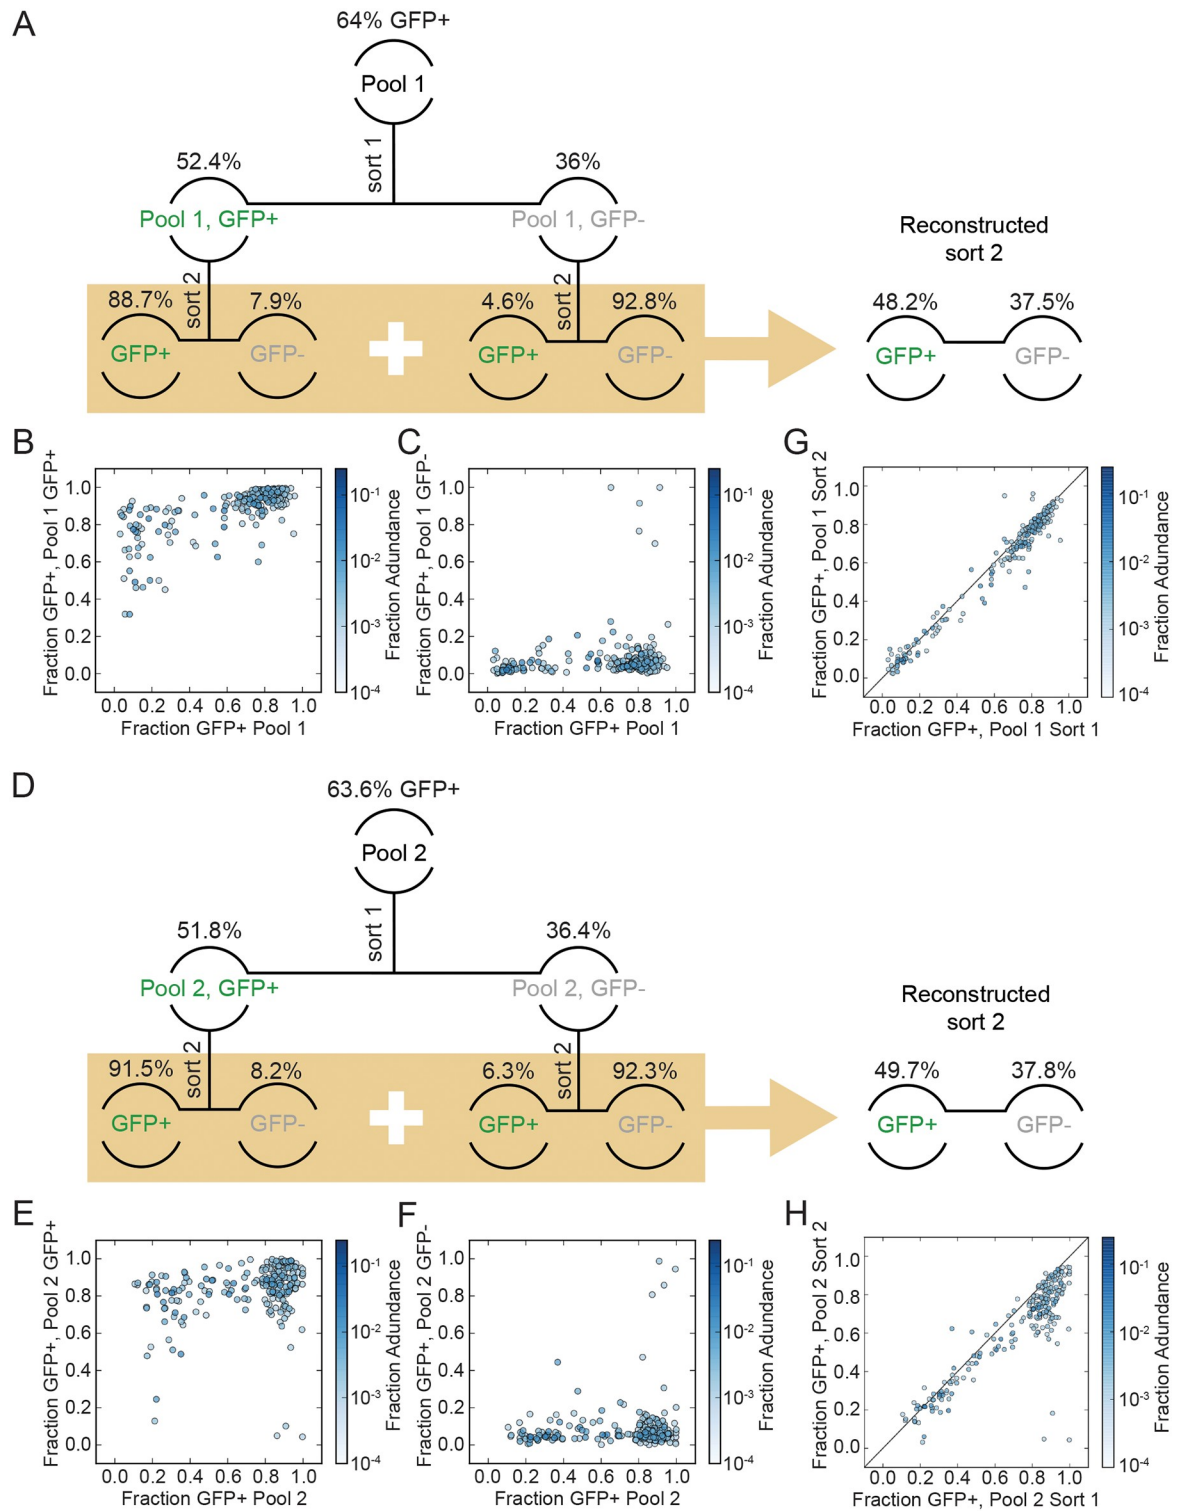 A
64% GFP+
Pool 1
sort 1
52.4%
36%
Pool 1, GFP+
Pool 1, GFP-
Reconstructed
sort 2
sort 2
sort 2
88.7%
7.9%
4.6%
92.8%
48.2%
37.5%
GFP+
GFP-
GFP+
GFP-
GFP+
GFP-
B
Fraction GFP+, Pool 1 GFP+
1.0
0.8
0.6
0.4
0.2
0.0
0.0 0.2 0.4 0.6 0.8 1.0
Fraction GFP+ Pool 1
10-1
10-2
10-3
10-4
Fraction Adundance
C
Fraction GFP+, Pool 1 GFP-
1.0
0.8
0.6
0.4
0.2
0.0
0.0 0.2 0.4 0.6 0.8 1.0
Fraction GFP+ Pool 1
10-1
10-2
10-3
10-4
Fraction Adundance
G
Fraction GFP+, Pool 1 Sort 2
1.0
0.8
0.6
0.4
0.2
0.0
0.0 0.2 0.4 0.6 0.8 1.0
Fraction GFP+, Pool 1 Sort 1
10-1
10-2
10-3
10-4
Fraction Adundance
D
63.6% GFP+
Pool 2
sort 1
51.8%
36.4%
Pool 2, GFP+
Pool 2, GFP-
Reconstructed
sort 2
sort 2
sort 2
91.5%
8.2%
6.3%
92.3%
49.7%
37.8%
GFP+
GFP-
GFP+
GFP-
GFP+
GFP-
E
Fraction GFP+, Pool 2 GFP+
1.0
0.8
0.6
0.4
0.2
0.0
0.0 0.2 0.4 0.6 0.8 1.0
Fraction GFP+ Pool 2
10-1
10-2
10-3
10-4
Fraction Adundance
F
Fraction GFP+, Pool 2 GFP-
1.0
0.8
0.6
0.4
0.2
0.0
0.0 0.2 0.4 0.6 0.8 1.0
Fraction GFP+ Pool 2
10-1
10-2
10-3
10-4
Fraction Adundance
H
Fraction GFP+, Pool 2 Sort 2
1.0
0.8
0.6
0.4
0.2
0.0
0.0 0.2 0.4 0.6 0.8 1.0
Fraction GFP+, Pool 2 Sort 1
10-1
10-2
10-3
10-4
Fraction Adundance